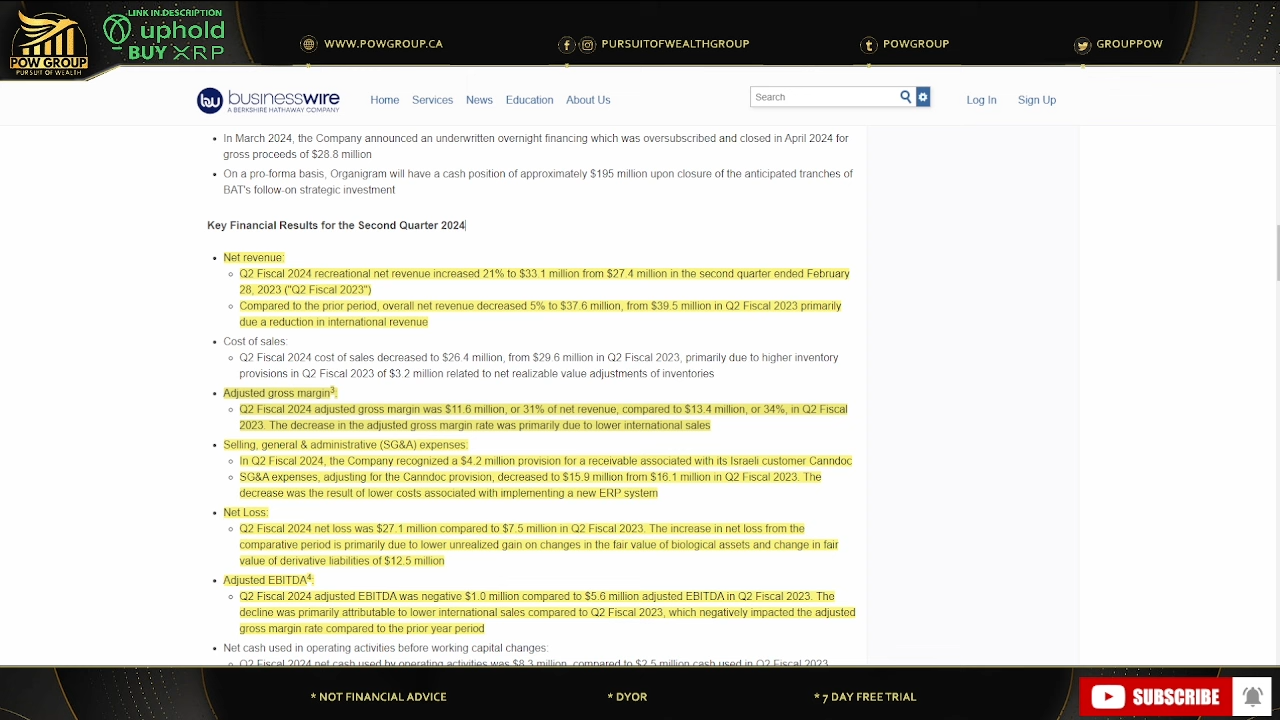 LINK IN DESCRIPTION
uphold
BUY XRP
POW GROUP
PURSUIT OF WEALTH
WWW.POWGROUP.CA
PURSUITOFWEALTHGROUP
POWGROUP
GROUPPOW
businesswire
A BERKSHIRE HATHAWAY COMPANY
Home Services News Education About Us
Search
Log In Sign Up
• In March 2024, the Company announced an underwritten overnight financing which was oversubscribed and closed in April 2024 for
gross proceeds of $28.8 million
• On a pro-forma basis, Organigram will have a cash position of approximately $195 million upon closure of the anticipated tranches of
BAT's follow-on strategic investment
Key Financial Results for the Second Quarter 2024
• Net revenue:
○ Q2 Fiscal 2024 recreational net revenue increased 21% to $33.1 million from $27.4 million in the second quarter ended February
28, 2023 ("Q2 Fiscal 2023")
○ Compared to the prior period, overall net revenue decreased 5% to $37.6 million, from $39.5 million in Q2 Fiscal 2023 primarily
due a reduction in international revenue
• Cost of sales:
○ Q2 Fiscal 2024 cost of sales decreased to $26.4 million, from $29.6 million in Q2 Fiscal 2023, primarily due to higher inventory
provisions in Q2 Fiscal 2023 of $3.2 million related to net realizable value adjustments of inventories
• Adjusted gross margin³:
○ Q2 Fiscal 2024 adjusted gross margin was $11.6 million, or 31% of net revenue, compared to $13.4 million, or 34%, in Q2 Fiscal
2023. The decrease in the adjusted gross margin rate was primarily due to lower international sales
• Selling, general & administrative (SG&A) expenses:
○ In Q2 Fiscal 2024, the Company recognized a $4.2 million provision for a receivable associated with its Israeli customer Canndoc
○ SG&A expenses, adjusting for the Canndoc provision, decreased to $15.9 million from $16.1 million in Q2 Fiscal 2023. The
decrease was the result of lower costs associated with implementing a new ERP system
• Net Loss:
○ Q2 Fiscal 2024 net loss was $27.1 million compared to $7.5 million in Q2 Fiscal 2023. The increase in net loss from the
comparative period is primarily due to lower unrealized gain on changes in the fair value of biological assets and change in fair
value of derivative liabilities of $12.5 million
• Adjusted EBITDA⁴:
○ Q2 Fiscal 2024 adjusted EBITDA was negative $1.0 million compared to $5.6 million adjusted EBITDA in Q2 Fiscal 2023. The
decline was primarily attributable to lower international sales compared to Q2 Fiscal 2023, which negatively impacted the adjusted
gross margin rate compared to the prior year period
• Net cash used in operating activities before working capital changes:
○ Q2 Fiscal 2024 net cash used by operating activities was $8.3 million, compared to $2.5 million cash used in Q2 Fiscal 2023
* NOT FINANCIAL ADVICE
* DYOR
* 7 DAY FREE TRIAL
SUBSCRIBE